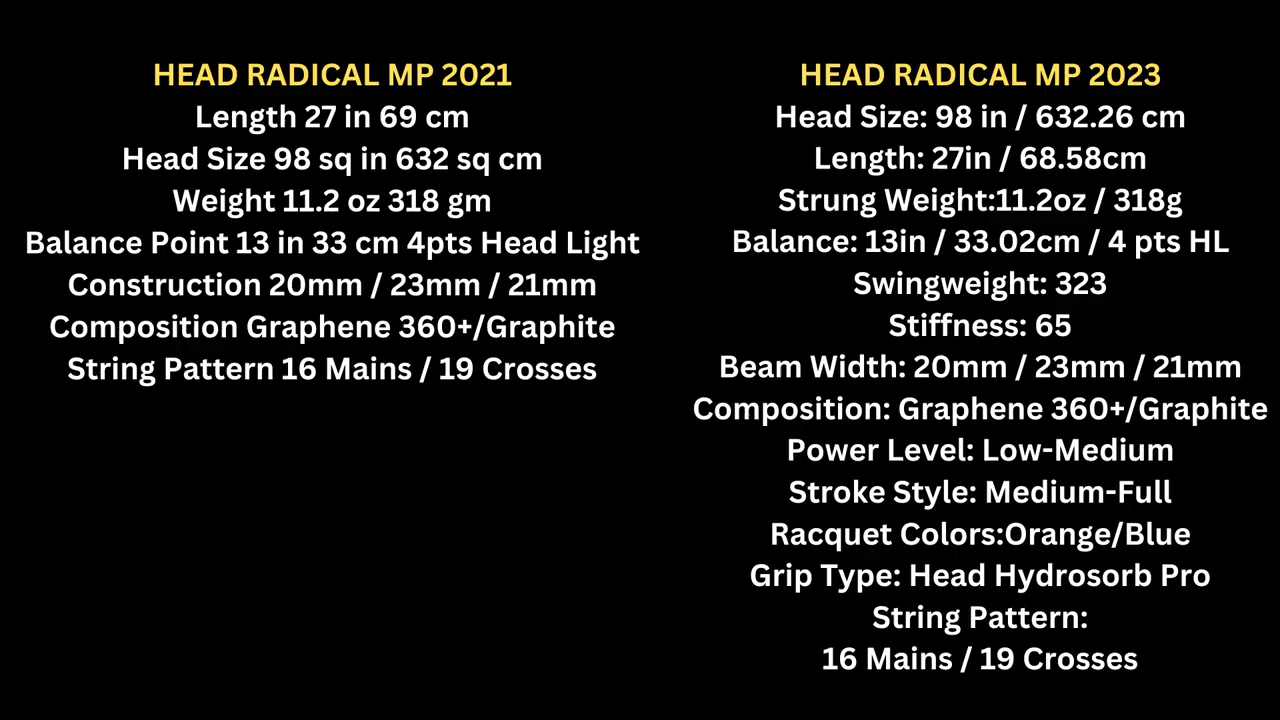 HEAD RADICAL MP 2021
Length 27 in 69 cm
Head Size 98 sq in 632 sq cm
Weight 11.2 oz 318 gm
Balance Point 13 in 33 cm 4pts Head Light
Construction 20mm / 23mm / 21mm
Composition Graphene 360+/Graphite
String Pattern 16 Mains / 19 Crosses
HEAD RADICAL MP 2023
Head Size: 98 in / 632.26 cm
Length: 27in / 68.58cm
Strung Weight:11.2oz / 318g
Balance: 13in / 33.02cm / 4 pts HL
Swingweight: 323
Stiffness: 65
Beam Width: 20mm / 23mm / 21mm
Composition: Graphene 360+/Graphite
Power Level: Low-Medium
Stroke Style: Medium-Full
Racquet Colors:Orange/Blue
Grip Type: Head Hydrosorb Pro
String Pattern:
16 Mains / 19 Crosses